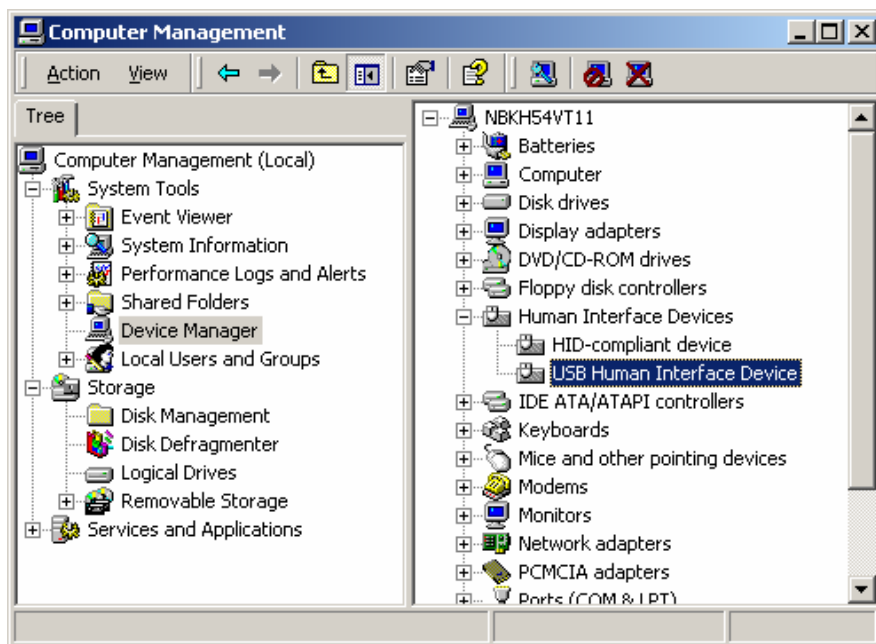 Computer Management
Action View
Tree
Computer Management (Local)
System Tools
Event Viewer
System Information
Performance Logs and Alerts
Shared Folders
Device Manager
Local Users and Groups
Storage
Disk Management
Disk Defragmenter
Logical Drives
Removable Storage
Services and Applications
NBKH54VT11
Batteries
Computer
Disk drives
Display adapters
DVD/CD-ROM drives
Floppy disk controllers
Human Interface Devices
HID-compliant device
USB Human Interface Device
IDE ATA/ATAPI controllers
Keyboards
Mice and other pointing devices
Modems
Monitors
Network adapters
PCMCIA adapters
Ports (COM & LPT)